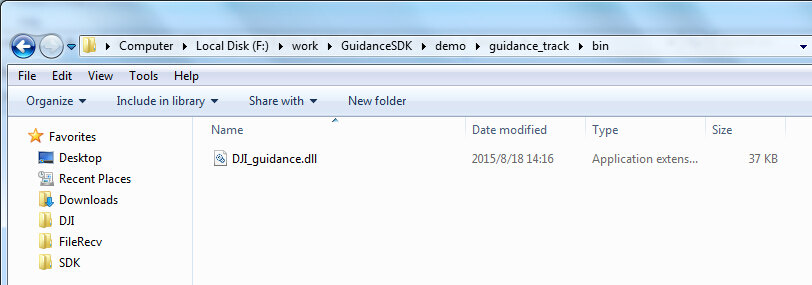 Computer Local Disk (F:) work GuidanceSDK demo guidance_track bin
File Edit View Tools Help
Organize Include in library Share with New folder
Favorites
Desktop
Recent Places
Downloads
DJI
FileRecv
SDK
Name Date modified Type Size
DJI_guidance.dll 2015/8/18 14:16 Application extens... 37 KB